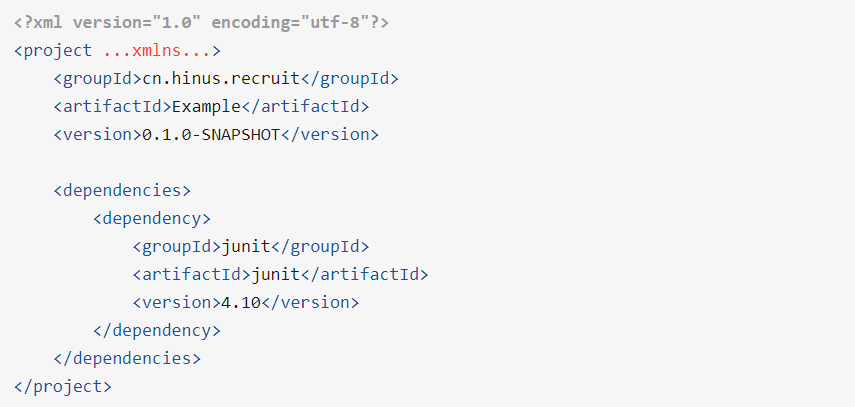 <?xml version="1.0" encoding="utf-8"?>
<project ...xmlns...>
    <groupId>cn.hinus.recruit</groupId>
    <artifactId>Example</artifactId>
    <version>0.1.0-SNAPSHOT</version>

    <dependencies>
        <dependency>
            <groupId>junit</groupId>
            <artifactId>junit</artifactId>
            <version>4.10</version>
        </dependency>
    </dependencies>
</project>